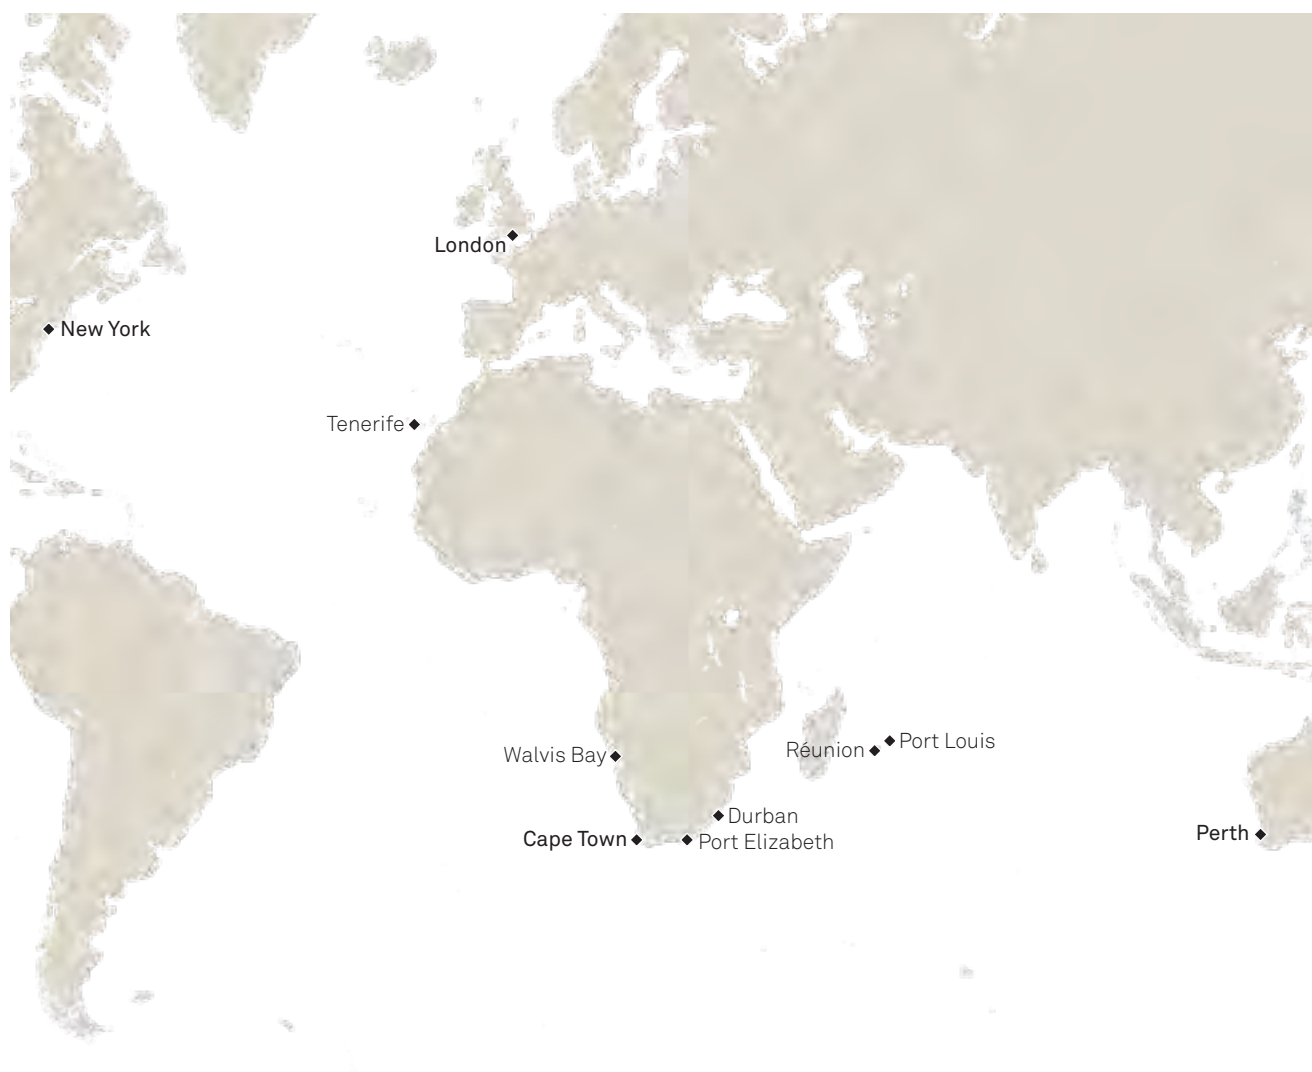 London
New York
Tenerife
Port Louis
Réunion
Walvis Bay
Durban
Perth
Cape Town
Port Elizabeth